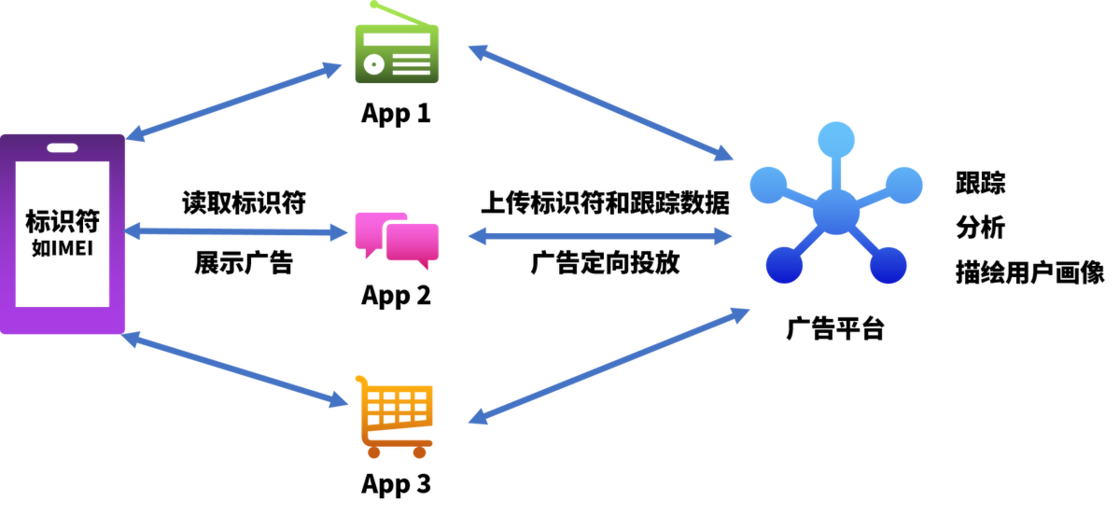 App 1
标识符
如IMEI
读取标识符
展示广告
App 2
上传标识符和跟踪数据
广告定向投放
广告平台
跟踪
分析
描绘用户画像
App 3